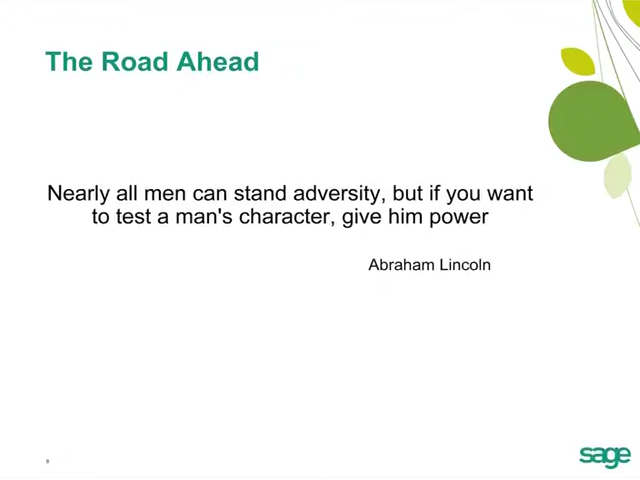 The Road Ahead
Nearly all men can stand adversity, but if you want
to test a man's character, give him power
Abraham Lincoln
sage